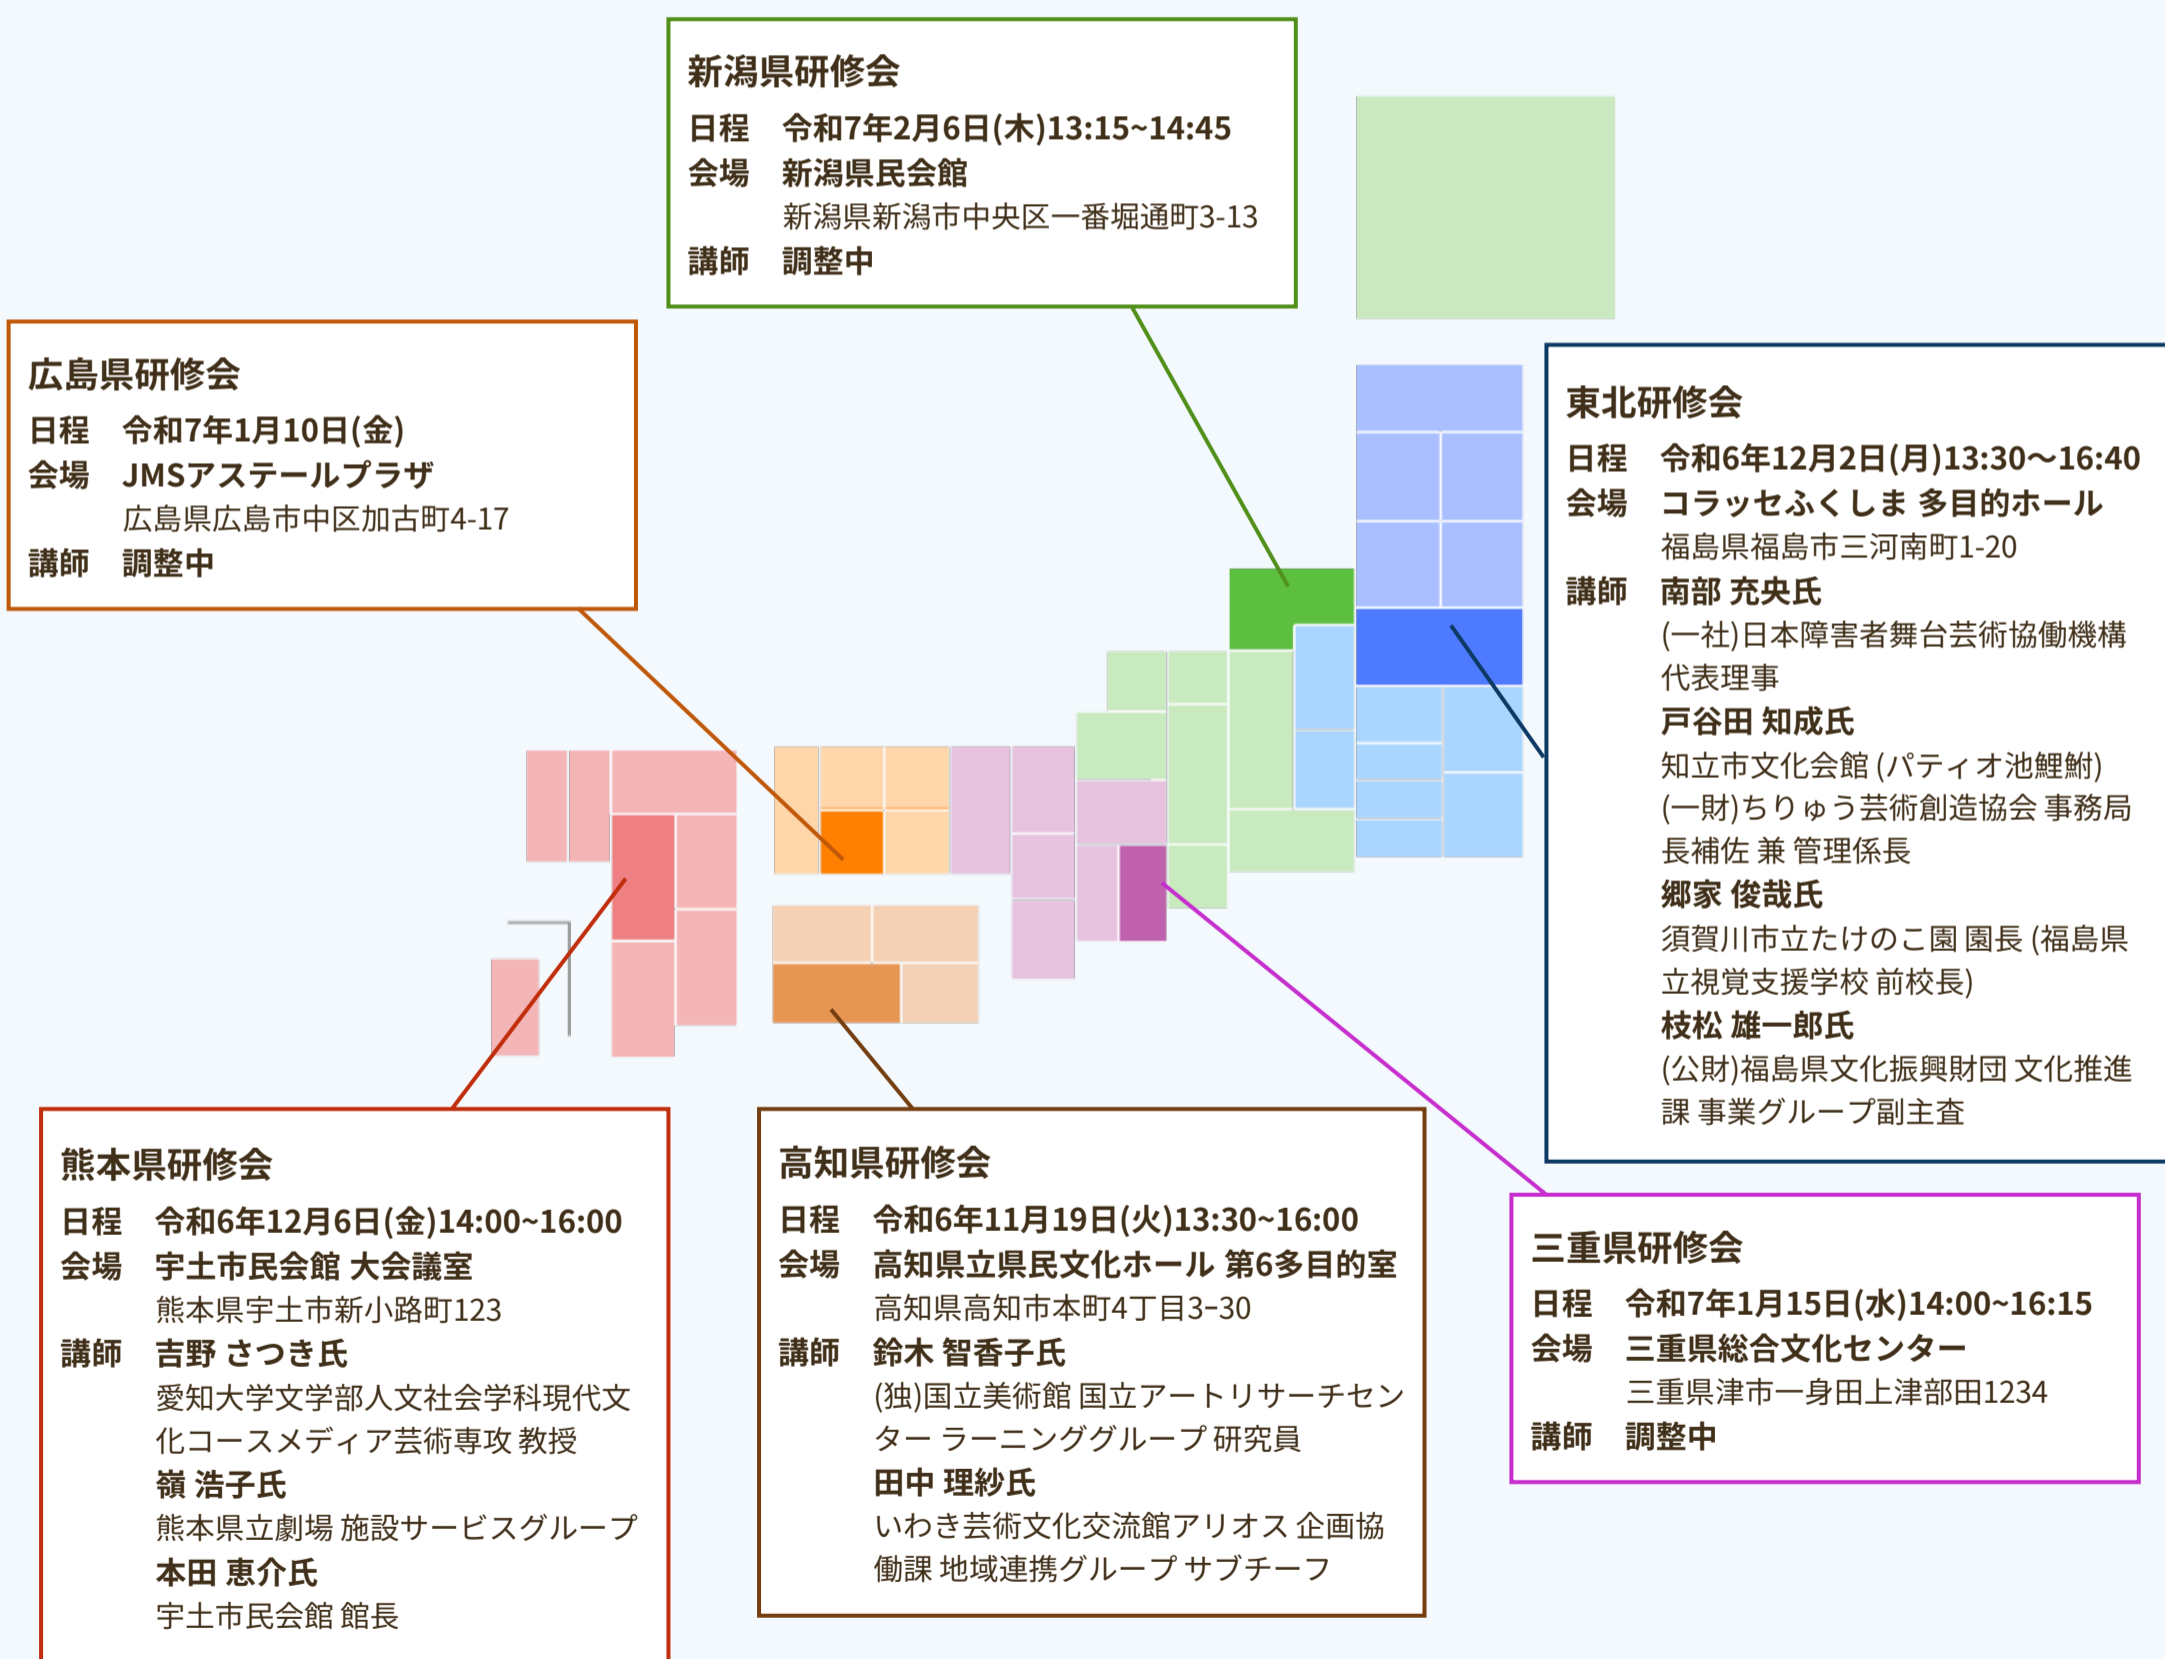 新潟県研修会
日程 令和7年2月6日(木)13:15~14:45
会場 新潟県民会館
新潟県新潟市中央区一番堀通町3-13
講師 調整中
広島県研修会
日程 令和7年1月10日(金)
会場 JMSアステールプラザ
広島県広島市中区加古町4-17
講師 調整中
東北研修会
日程 令和6年12月2日(月)13:30〜16:40
会場 コラッセふくしま 多目的ホール
福島県福島市三河南町1-20
講師 南部 充央氏
(一社)日本障害者舞台芸術協働機構
代表理事
戸谷田 知成氏
知立市文化会館 (パティオ池鯉鮒)
(一財)ちりゅう芸術創造協会 事務局
長補佐 兼 管理係長
郷家 俊哉氏
須賀川市立たけのこ園 園長 (福島県
立視覚支援学校 前校長)
枝松 雄一郎氏
(公財)福島県文化振興財団 文化推進
課 事業グループ副主査
熊本県研修会
日程 令和6年12月6日(金)14:00~16:00
会場 宇土市民会館 大会議室
熊本県宇土市新小路町123
講師 吉野 さつき氏
愛知大学文学部人文社会学科現代文
化コースメディア芸術専攻 教授
嶺 浩子氏
熊本県立劇場 施設サービスグループ
本田 恵介氏
宇土市民会館 館長
高知県研修会
日程 令和6年11月19日(火)13:30~16:00
会場 高知県立県民文化ホール 第6多目的室
高知県高知市本町4丁目3−30
講師 鈴木 智香子氏
(独)国立美術館 国立アートリサーチセン
ター ラーニンググループ 研究員
田中 理紗氏
いわき芸術文化交流館アリオス 企画協
働課 地域連携グループ サブチーフ
三重県研修会
日程 令和7年1月15日(水)14:00~16:15
会場 三重県総合文化センター
三重県津市一身田上津部田1234
講師 調整中